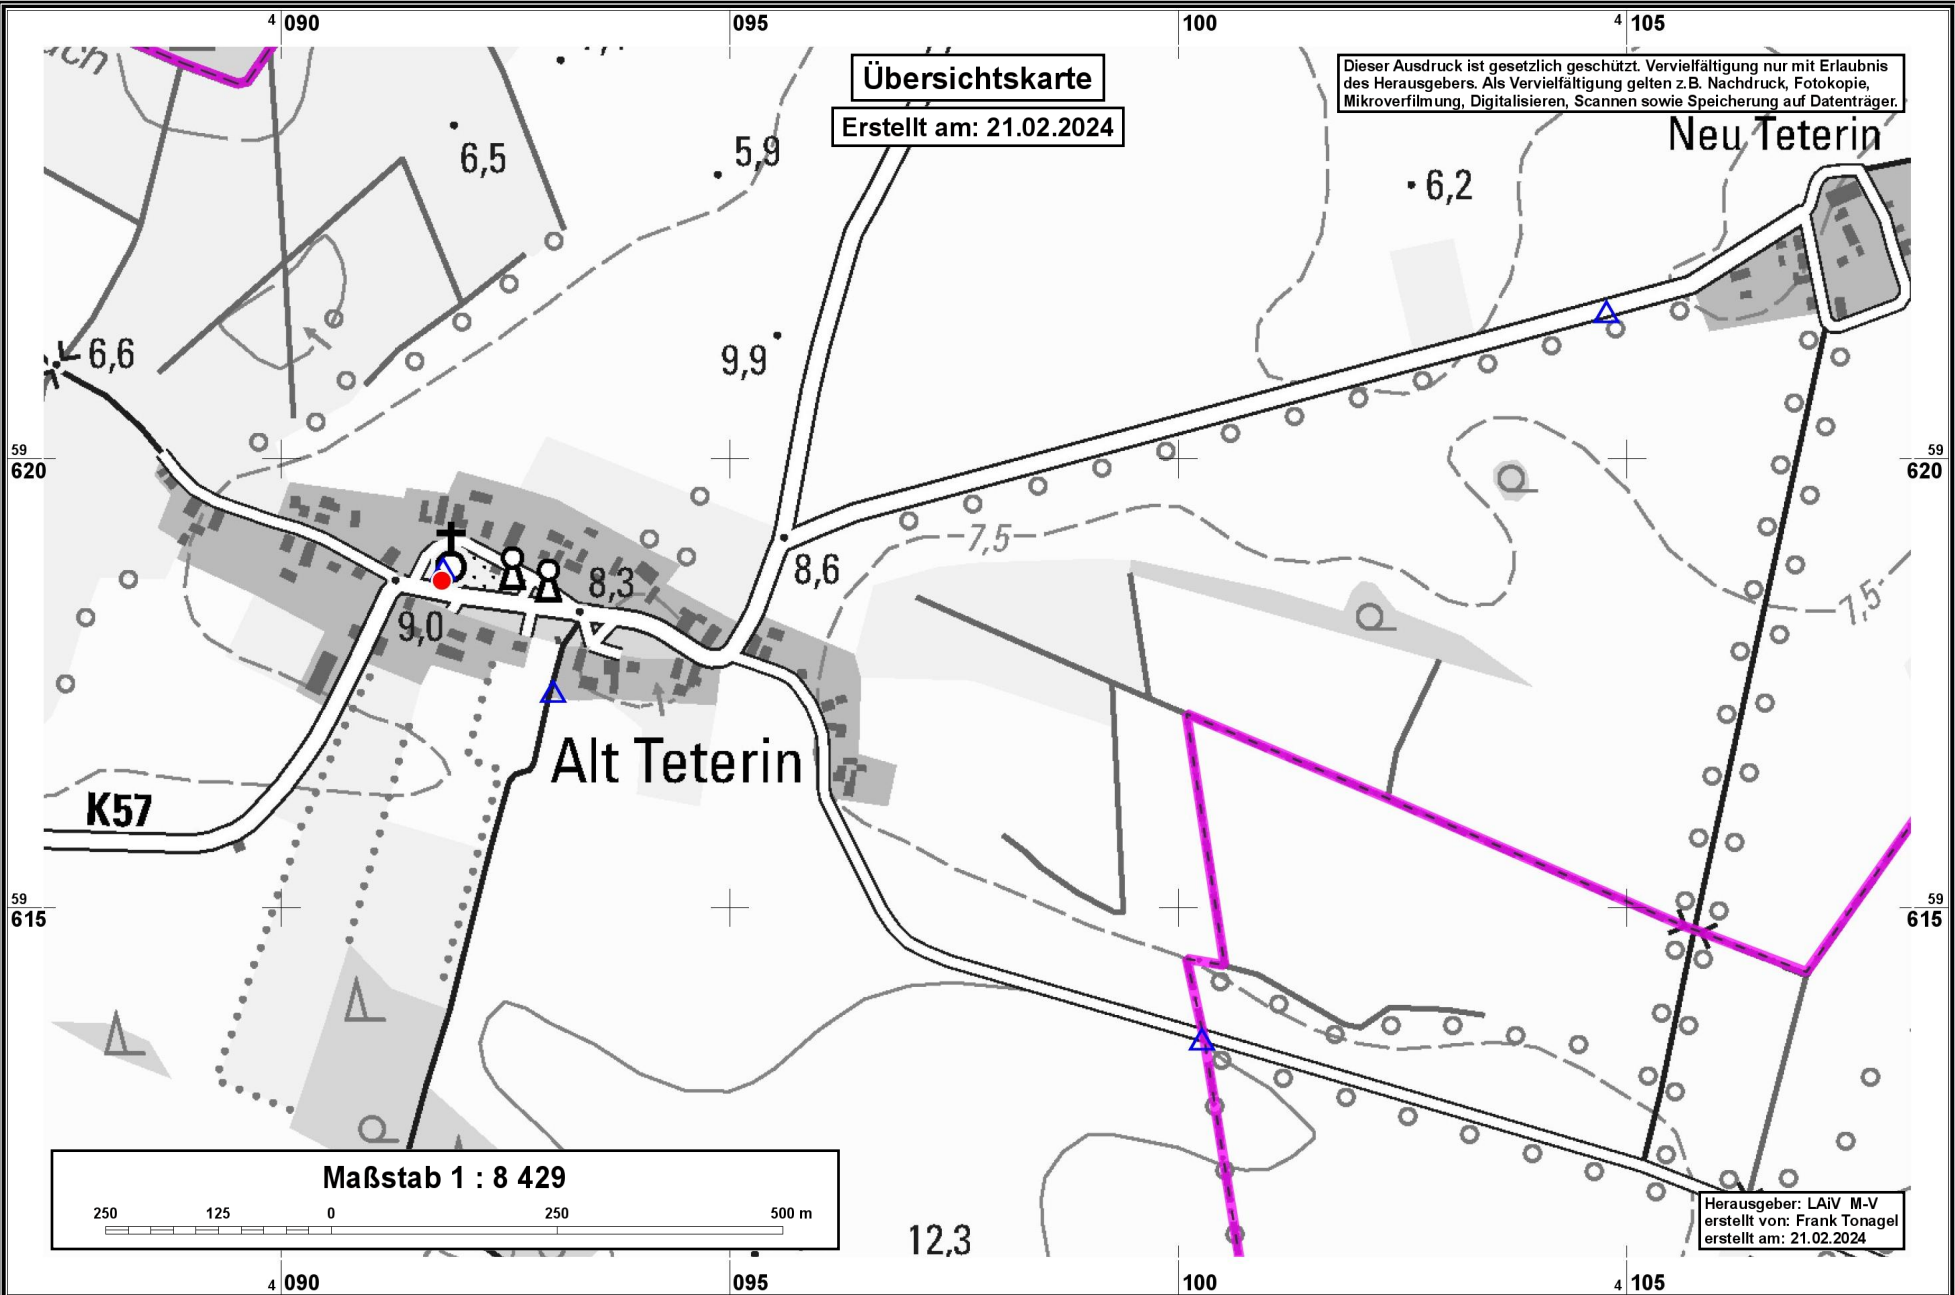 4 090
095
100
4 105
Übersichtskarte
Erstellt am: 21.02.2024
Dieser Ausdruck ist gesetzlich geschützt. Vervielfältigung nur mit Erlaubnis
des Herausgebers. Als Vervielfältigung gelten z.B. Nachdruck, Fotokopie,
Mikroverfilmung, Digitalisieren, Scannen sowie Speicherung auf Datenträger.
Neu Teterin
6,5
5,9
6,2
6,6
9,9
59
620
59
620
7,5
8,6
8,3
9,0
7,5
Alt Teterin
K57
59
615
59
615
Maßstab 1 : 8 429
250 125 0 250 500 m
12,3
Herausgeber: LAiV M-V
erstellt von: Frank Tonagel
erstellt am: 21.02.2024
4 090
095
100
4 105